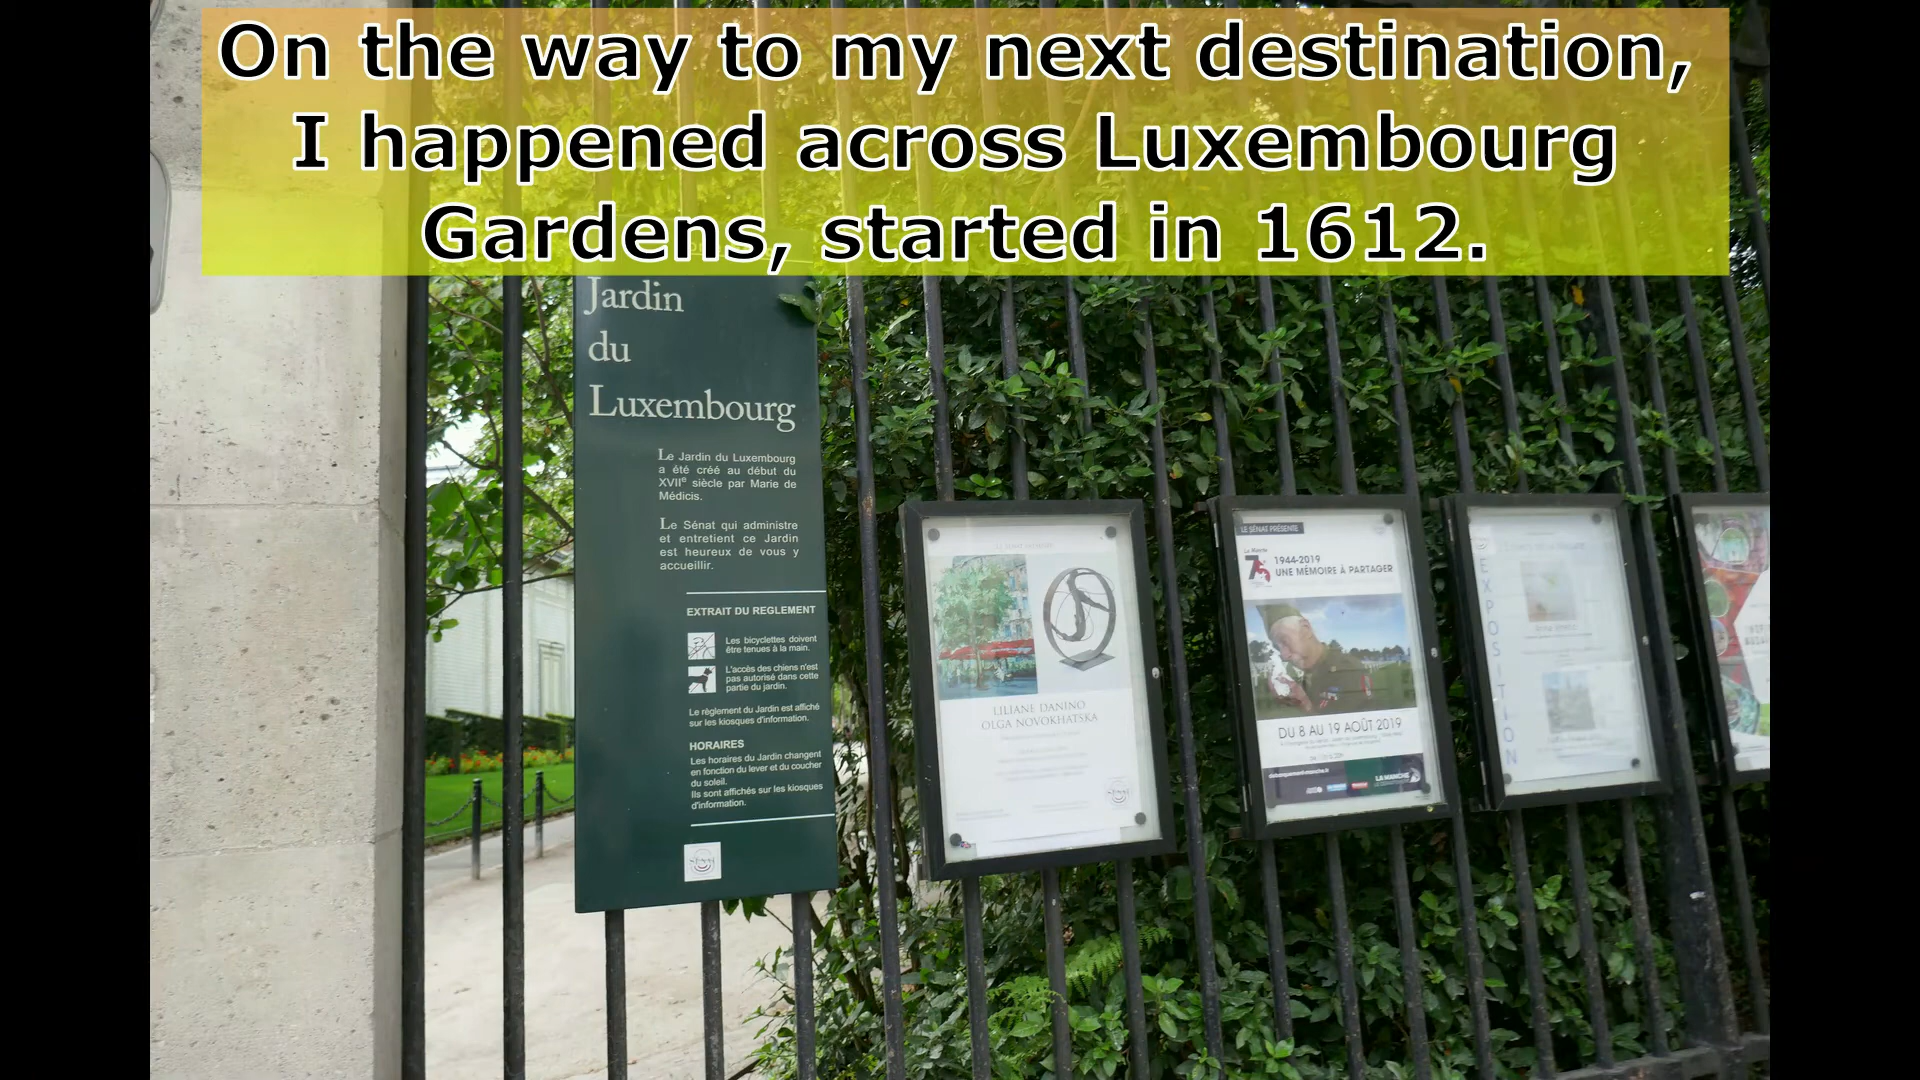 On the way to my next destination,
I happened across Luxembourg
Gardens, started in 1612.
Jardin
du
Luxembourg
Le Jardin du Luxembourg
a été créé au début du
XVIIe siècle par Marie de
Médicis.
Le Sénat qui administre
et entretient ce Jardin
est heureux de vous y
accueillir.
EXTRAIT DU REGLEMENT
Les bicyclettes doivent
être tenues à la main.
L'accès des chiens n'est
pas autorisé dans cette
partie du jardin.
Le règlement du Jardin est affiché
sur les kiosques d'information.
HORAIRES
Les horaires du Jardin changent
en fonction du lever et du coucher
du soleil.
Ils sont affichés sur les kiosques
d'information.
LILIANE DANINO
OLGA NOVOKHATSKA
LE SÉNAT PRÉSENTE
La Manche
75
1944-2019
UNE MÉMOIRE À PARTAGER
DU 8 AU 19 AOÛT 2019
LA MANCHE
EXPOSITION